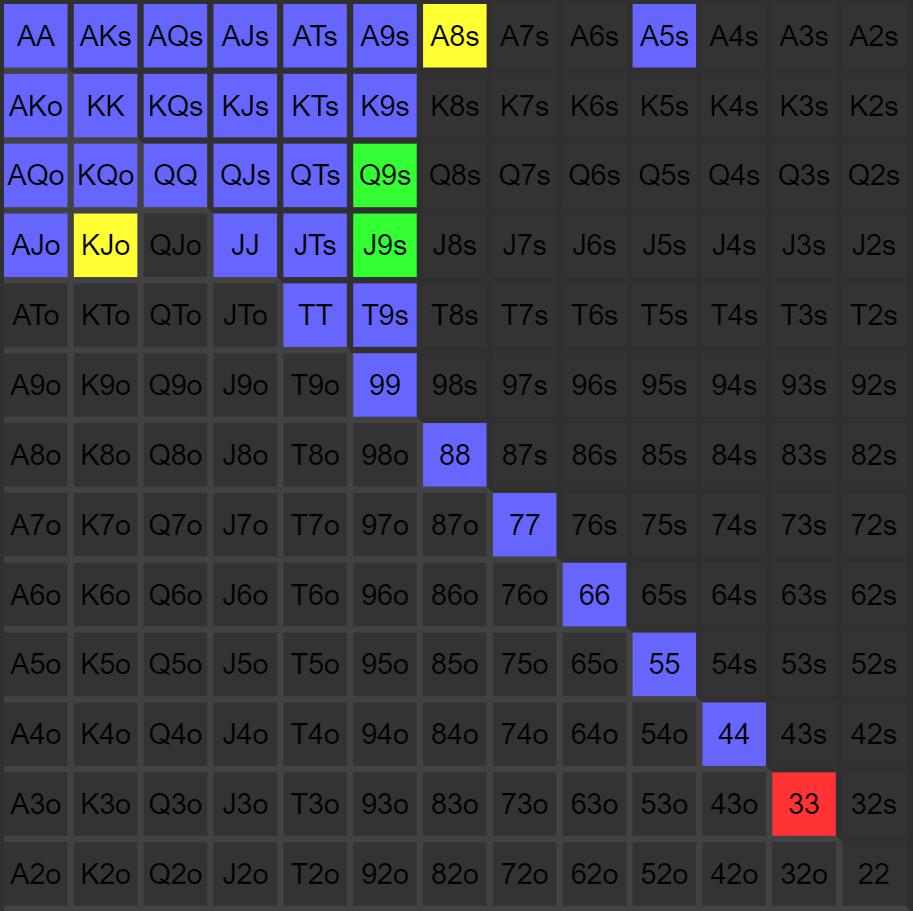 AA AKs AQs AJs ATs A9s A8s A7s A6s A5s A4s A3s A2s
AKo KK KQs KJs KTs K9s K8s K7s K6s K5s K4s K3s K2s
AQo KQo QQ QJs QTs Q9s Q8s Q7s Q6s Q5s Q4s Q3s Q2s
AJo KJo QJo JJ JTs J9s J8s J7s J6s J5s J4s J3s J2s
ATo KTo QTo JTo TT T9s T8s T7s T6s T5s T4s T3s T2s
A9o K9o Q9o J9o T9o 99 98s 97s 96s 95s 94s 93s 92s
A8o K8o Q8o J8o T8o 98o 88 87s 86s 85s 84s 83s 82s
A7o K7o Q7o J7o T7o 97o 87o 77 76s 75s 74s 73s 72s
A6o K6o Q6o J6o T6o 96o 86o 76o 66 65s 64s 63s 62s
A5o K5o Q5o J5o T5o 95o 85o 75o 65o 55 54s 53s 52s
A4o K4o Q4o J4o T4o 94o 84o 74o 64o 54o 44 43s 42s
A3o K3o Q3o J3o T3o 93o 83o 73o 63o 53o 43o 33 32s
A2o K2o Q2o J2o T2o 92o 82o 72o 62o 52o 42o 32o 22